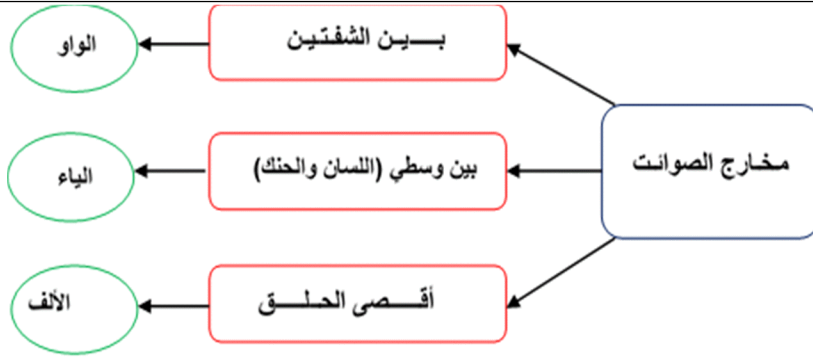 مخارج الصوائت
بين الشفتين
الواو
بين وسطي (اللسان والحنك)
الياء
أقصى الحلق
الألف